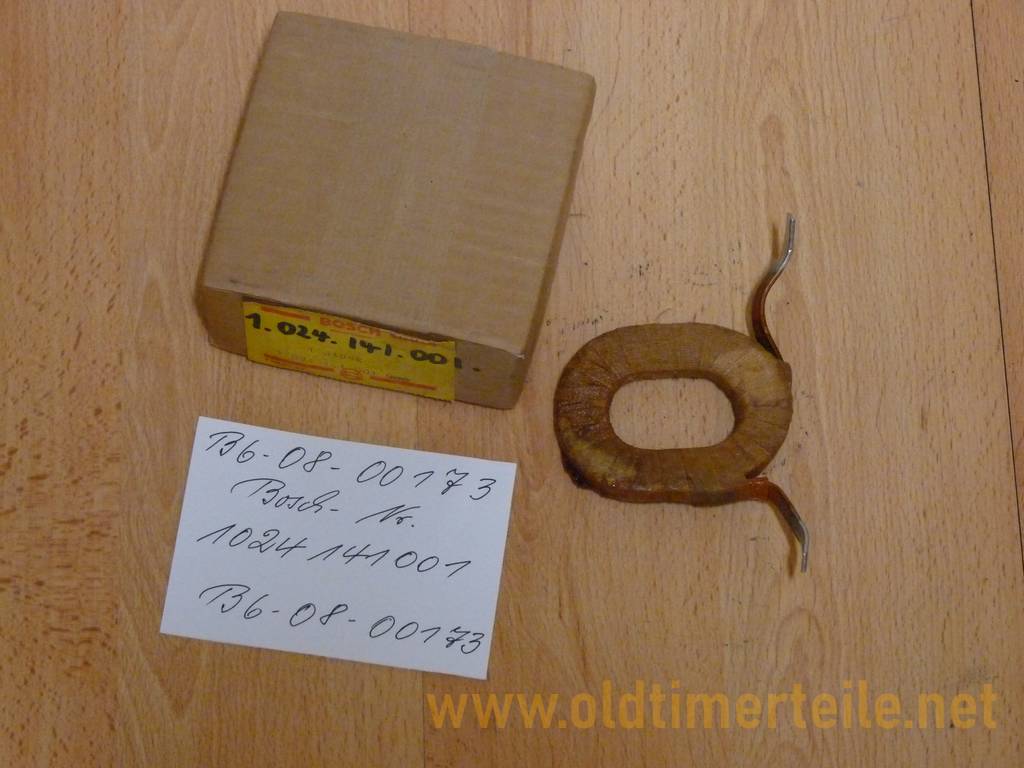 BOSCH
1.024.141.001.
B6-08-00173
Bosch-Nr.
1024141001
B6-08-00173
www.oldtimerteile.net